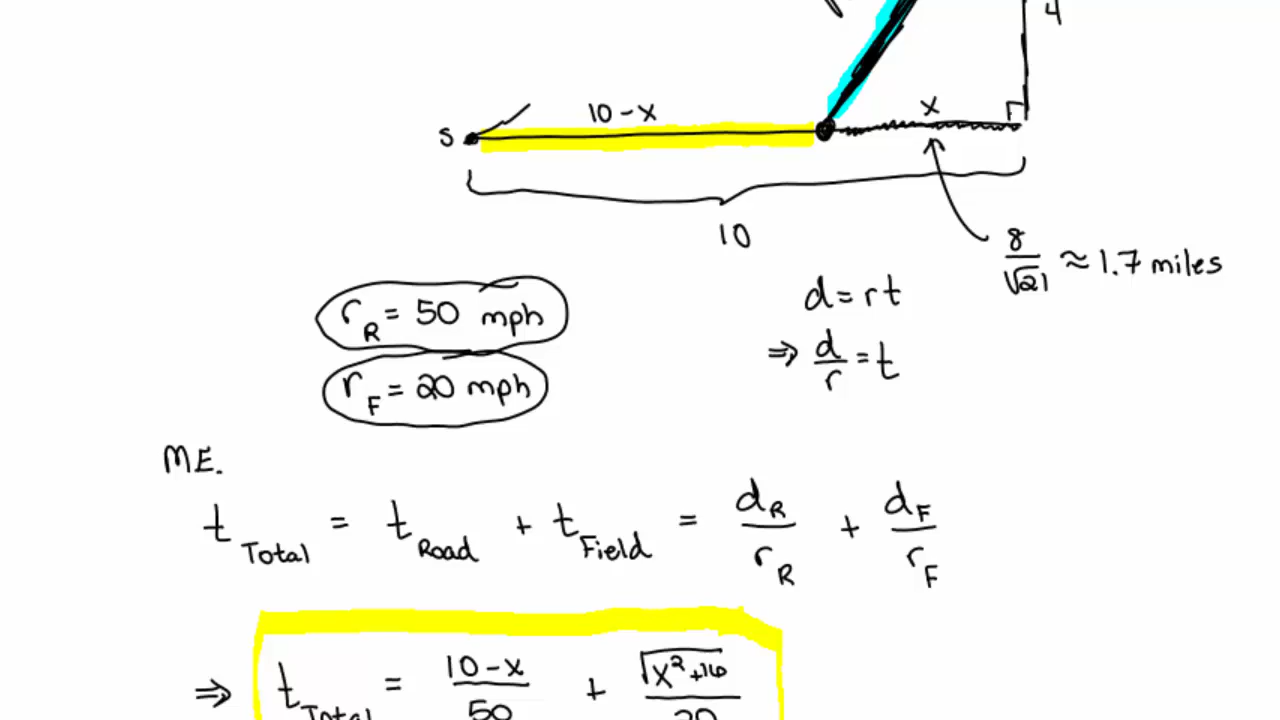 4
10-x
x
S
10
8/√21 ≈ 1.7 miles
r_R = 50 mph
d = rt
r_F = 20 mph
⇒ d/r = t
M.E.
t_Total = t_Road + t_Field = d_R/r_R + d_F/r_F
⇒ t_Total = (10-x)/50 + √(x²+16)/20